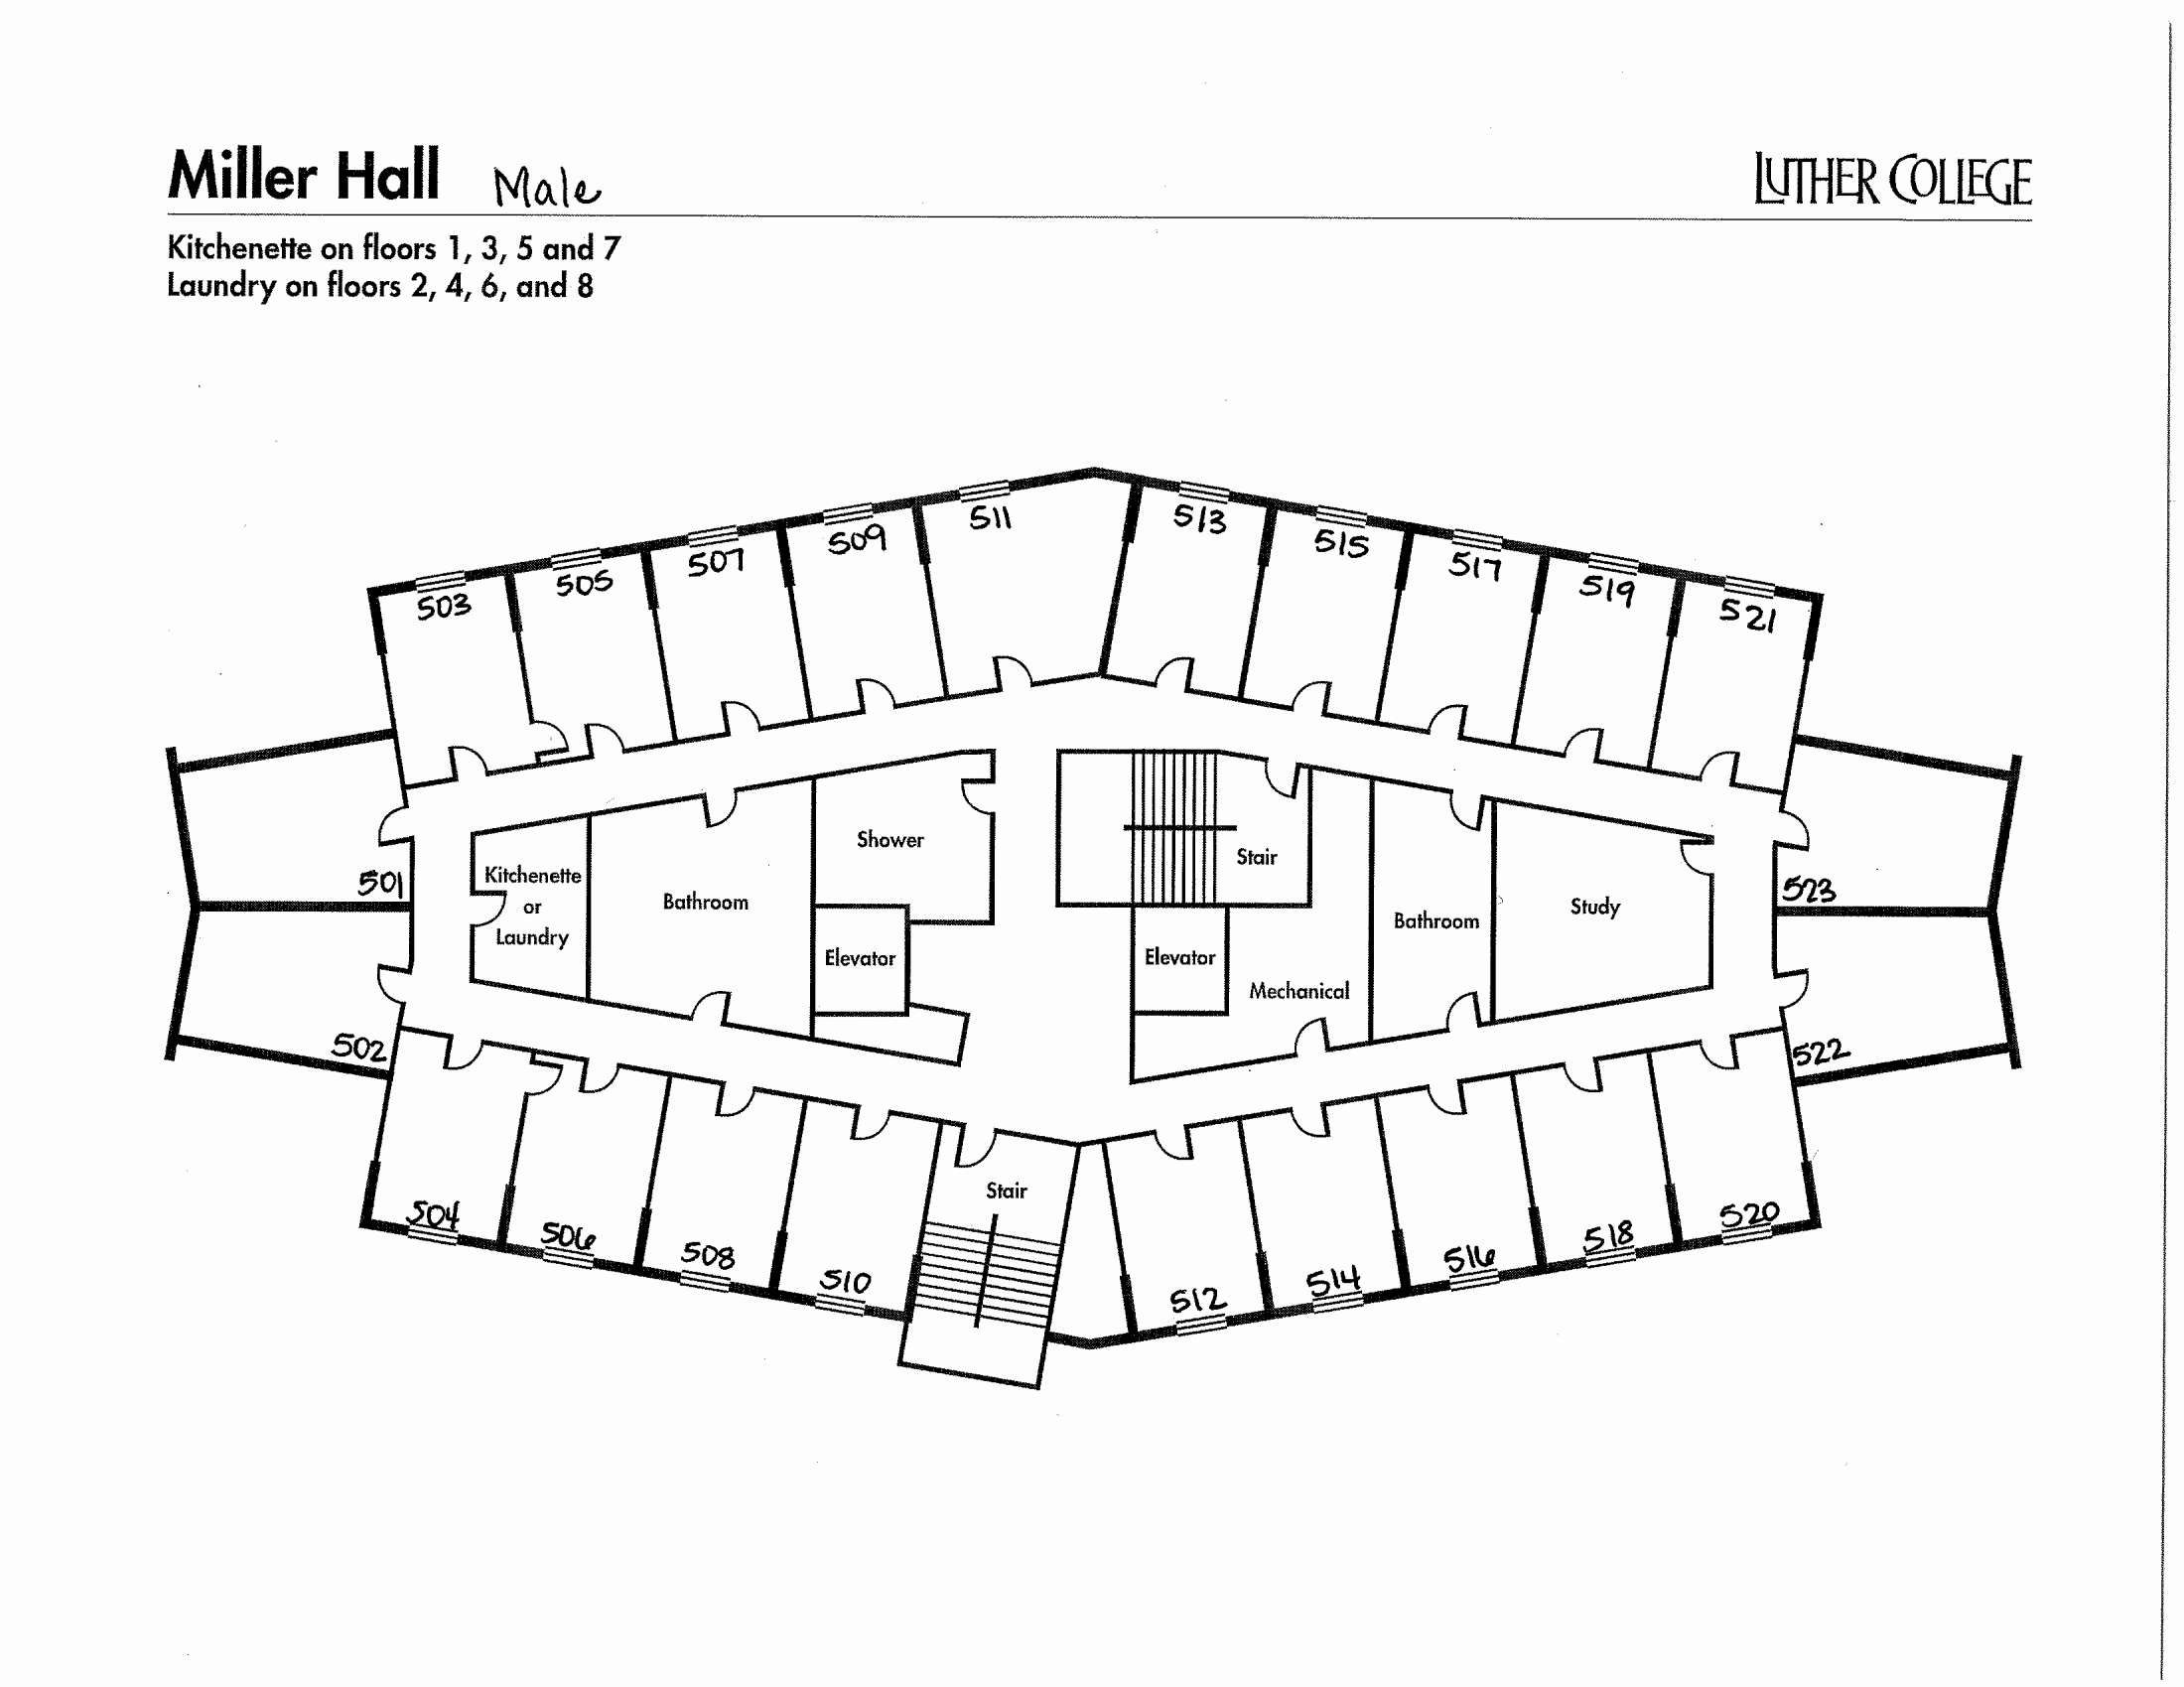 Miller Hall Male
LUTHER COLLEGE
Kitchenette on floors 1, 3, 5 and 7
Laundry on floors 2, 4, 6, and 8
511
513
509
515
507
517
505
519
503
521
Shower
Stair
Kitchenette
or
Laundry
501
523
Bathroom
Study
Bathroom
Elevator
Elevator
Mechanical
502
522
Stair
504
520
506
518
508
516
510
514
512